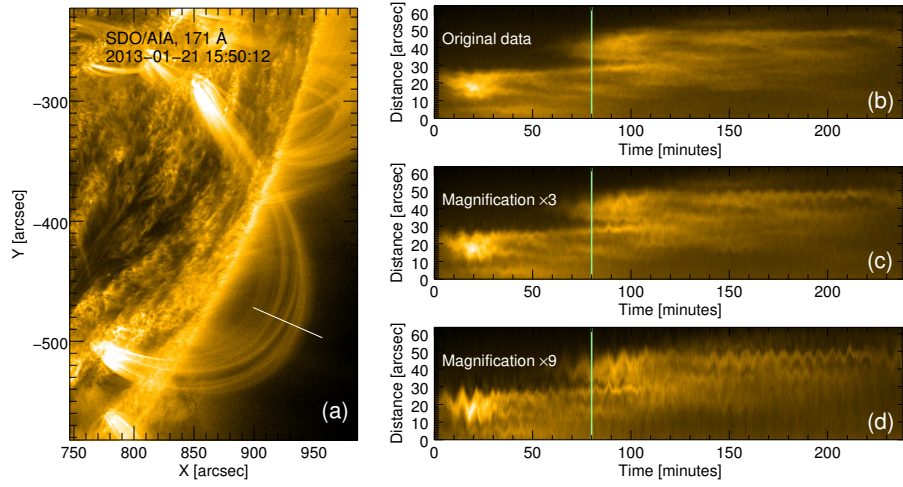 SDO/AIA, 171 Å
2013−01−21 15:50:12
−300
−400
−500
Y [arcsec]
750 800 850 900 950
X [arcsec]
(a)
Original data
(b)
Distance [arcsec]
0 10 20 30 40 50 60
0 50 100 150 200
Time [minutes]
Magnification ×3
(c)
Distance [arcsec]
0 10 20 30 40 50 60
0 50 100 150 200
Time [minutes]
Magnification ×9
(d)
Distance [arcsec]
0 10 20 30 40 50 60
0 50 100 150 200
Time [minutes]